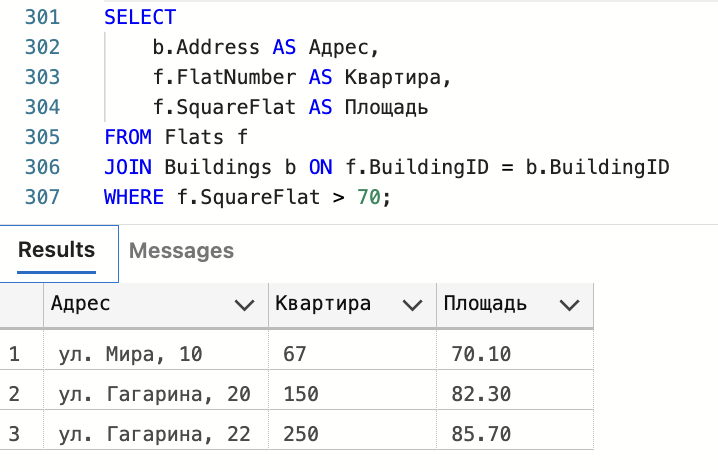 301 SELECT
302 b.Address AS Адрес,
303 f.FlatNumber AS Квартира,
304 f.SquareFlat AS Площадь
305 FROM Flats f
306 JOIN Buildings b ON f.BuildingID = b.BuildingID
307 WHERE f.SquareFlat > 70;
Results Messages
Адрес Квартира Площадь
1 ул. Мира, 10 67 70.10
2 ул. Гагарина, 20 150 82.30
3 ул. Гагарина, 22 250 85.70